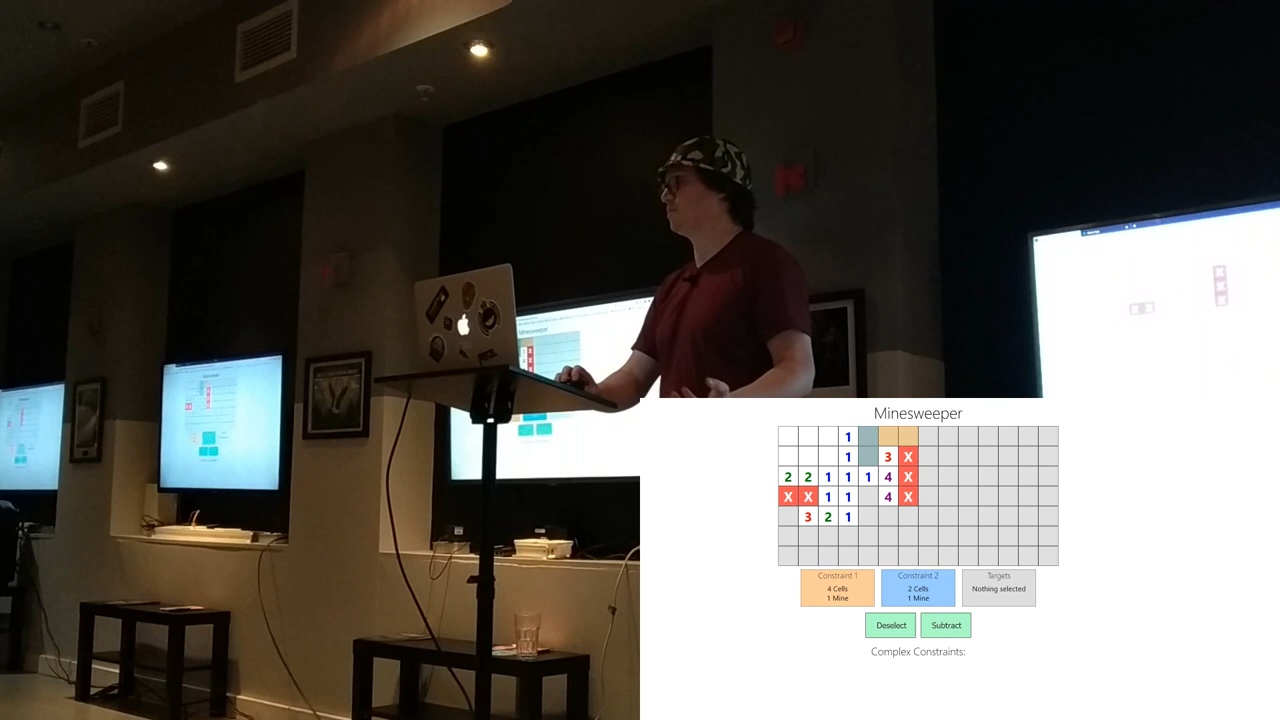 Minesweeper
1
1 3 X
2 2 1 1 1 4 X
X X 1 1 4 X
3 2 1
Constraint 1
4 Cells
1 Mine
Constraint 2
2 Cells
1 Mine
Targets
Nothing selected
Deselect
Subtract
Complex Constraints:
Minesweeper